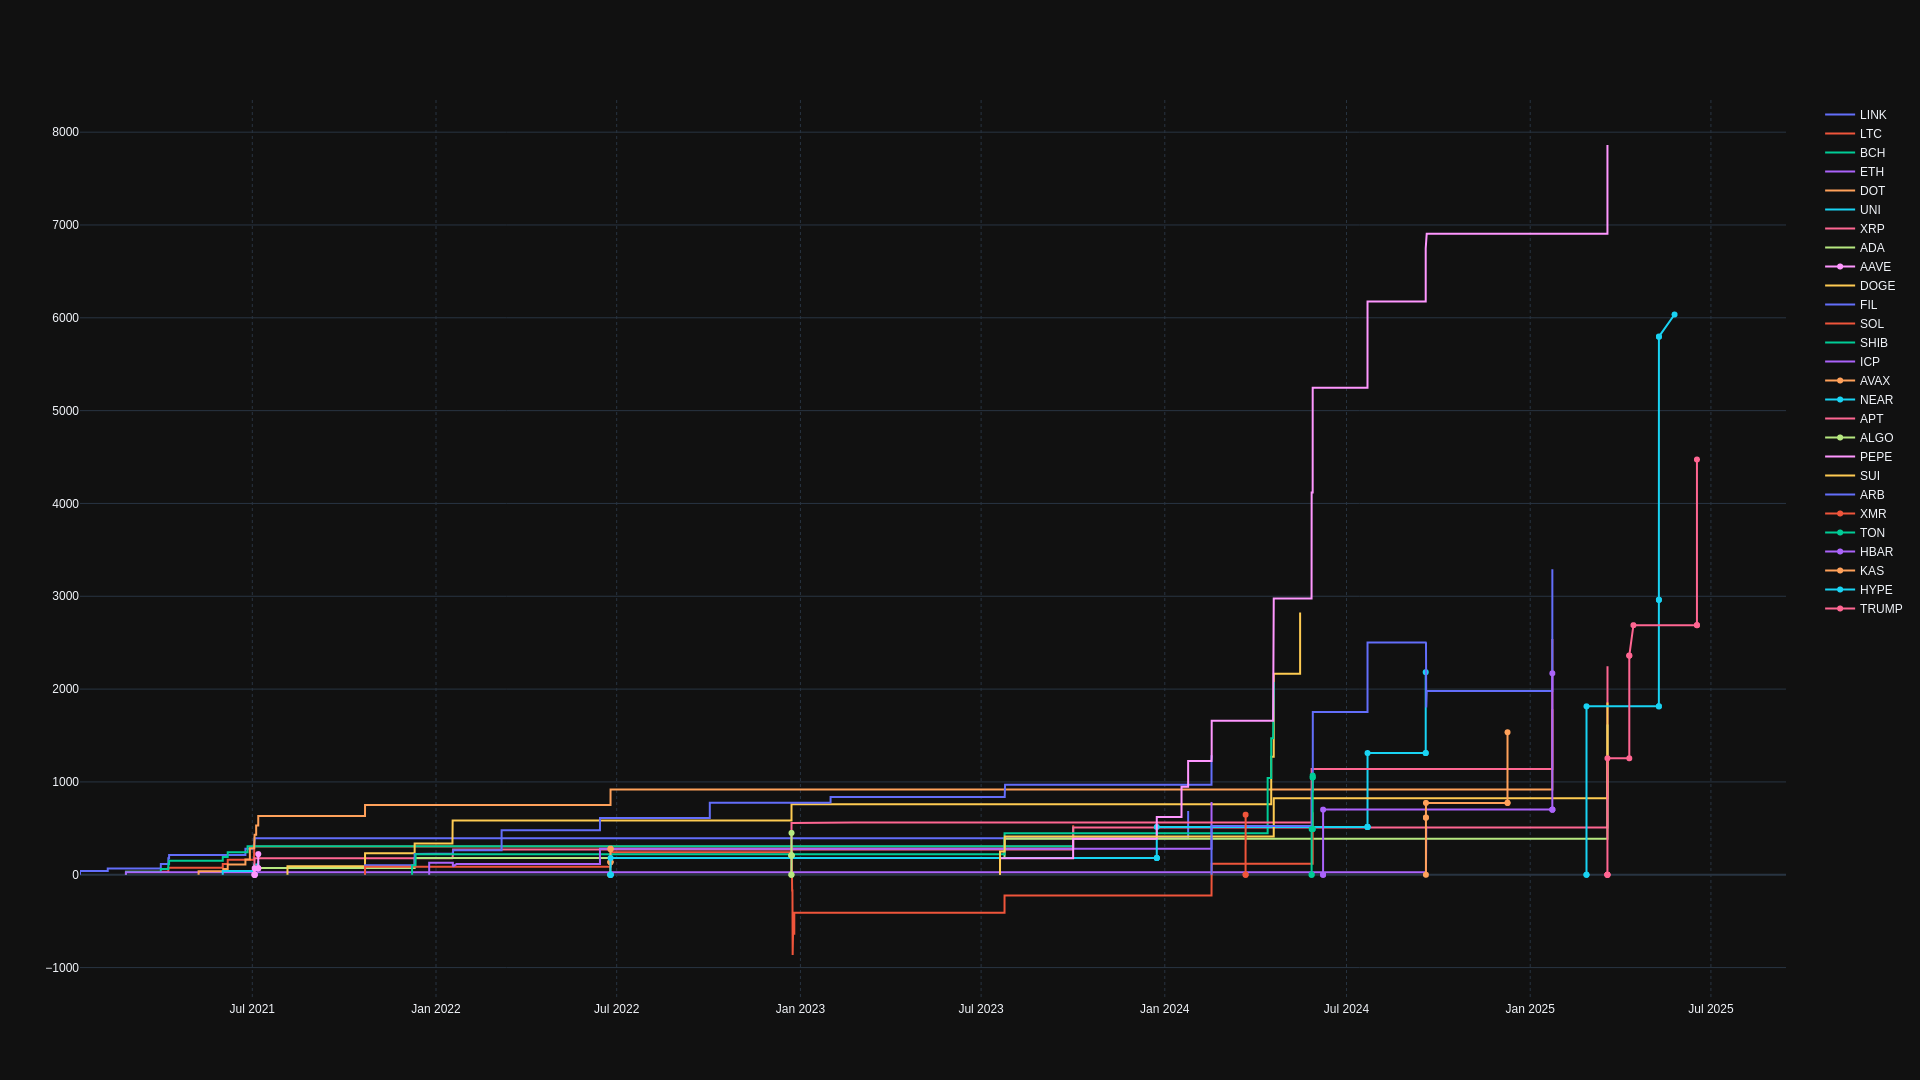 8000
7000
6000
5000
4000
3000
2000
1000
0
−1000
Jul 2021
Jan 2022
Jul 2022
Jan 2023
Jul 2023
Jan 2024
Jul 2024
Jan 2025
Jul 2025
LINK
LTC
BCH
ETH
DOT
UNI
XRP
ADA
AAVE
DOGE
FIL
SOL
SHIB
ICP
AVAX
NEAR
APT
ALGO
PEPE
SUI
ARB
XMR
TON
HBAR
KAS
HYPE
TRUMP